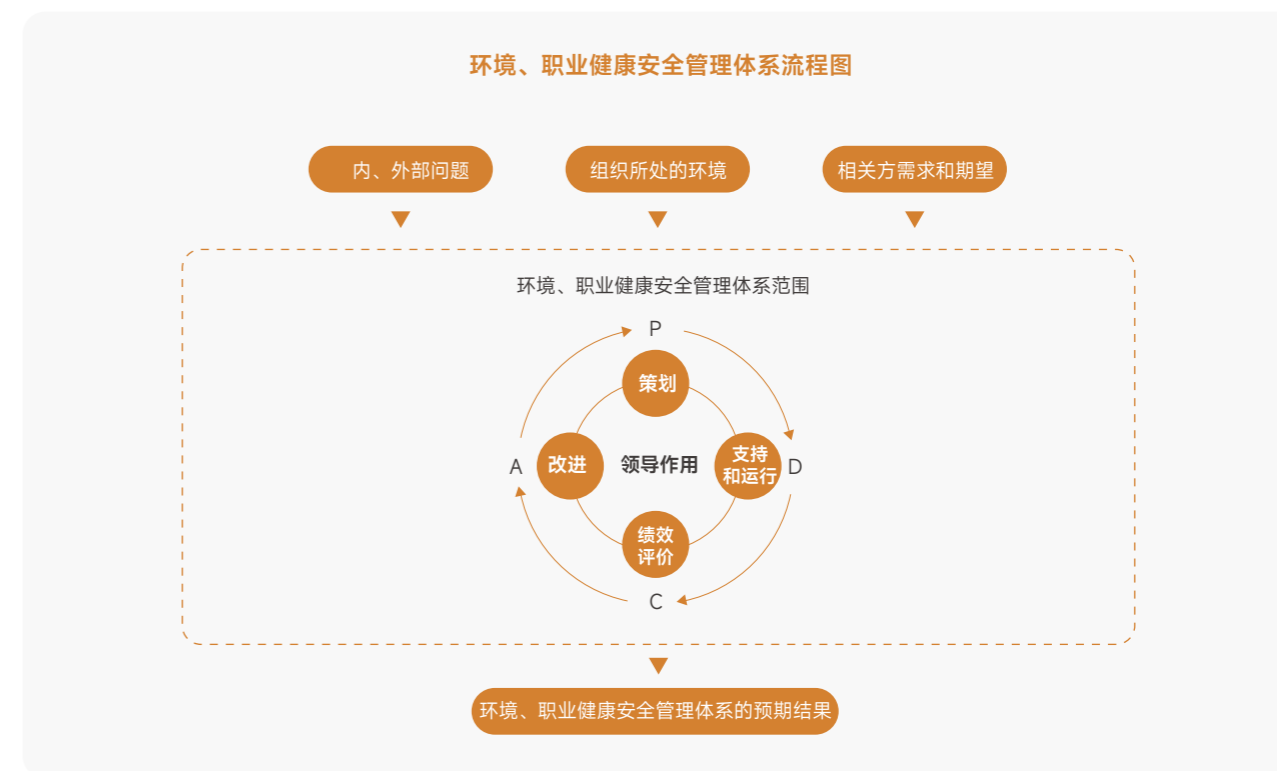 环境、职业健康安全管理体系流程图
内、外部问题
组织所处的环境
相关方需求和期望
环境、职业健康安全管理体系范围
P
策划
A
改进
领导作用
支持
和运行
D
绩效
评价
C
环境、职业健康安全管理体系的预期结果